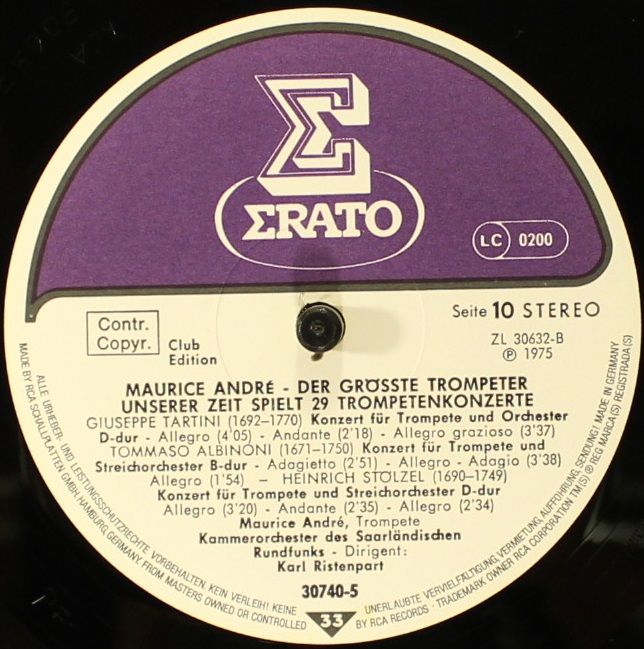 Σ
ΣRATO
LC 0200
Contr.
Copyr.
Club
Edition
Seite 10 STEREO
ZL 30632-B
Ⓟ 1975
MAURICE ANDRÉ - DER GRÖSSTE TROMPETER
UNSERER ZEIT SPIELT 29 TROMPETENKONZERTE
GIUSEPPE TARTINI (1692-1770) Konzert für Trompete und Orchester
D-dur - Allegro (4'05) - Andante (2'18) - Allegro grazioso (3'37)
TOMMASO ALBINONI (1671-1750) Konzert für Trompete und
Streichorchester B-dur - Adagietto (2'51) - Allegro - Adagio (3'38)
Allegro (1'54) — HEINRICH STÖLZEL (1690-1749)
Konzert für Trompete und Streichorchester D-dur
Allegro (3'20) - Andante (2'35) - Allegro (2'34)
Maurice André, Trompete
Kammerorchester des Saarländischen
Rundfunks - Dirigent:
Karl Ristenpart
30740-5
33
ALLE URHEBER- UND LEISTUNGSSCHUTZRECHTE VORBEHALTEN. KEIN VERLEIH! KEINE
UNERLAUBTE VERVIELFÄLTIGUNG, VERMIETUNG, AUFFÜHRUNG, SENDUNG! MADE IN GERMANY
MADE BY RCA SCHALLPLATTEN GMBH, HAMBURG, GERMANY, FROM MASTERS OWNED OR CONTROLLED
BY RCA RECORDS · TRADEMARK OWNER RCA CORPORATION TM(S) ® REG. MARCA(S) REGISTRADA(S)